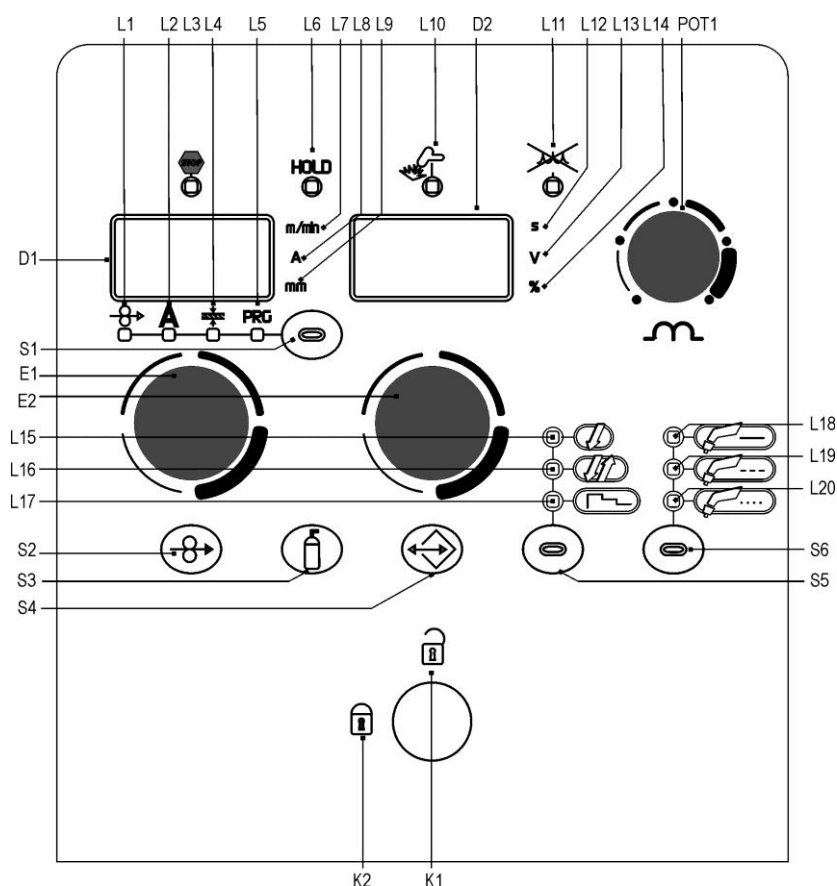 L1 L2 L3 L4 L5 L6 L7 L8 L9 L10 D2 L11 L12 L13 L14 POT1
STOP
HOLD
m/min
s
D1
A
V
mm
%
A
PRG
S1
E1
E2
L15
L18
L16
L19
L17
L20
S2
S6
S3
S5
S4
K2 K1